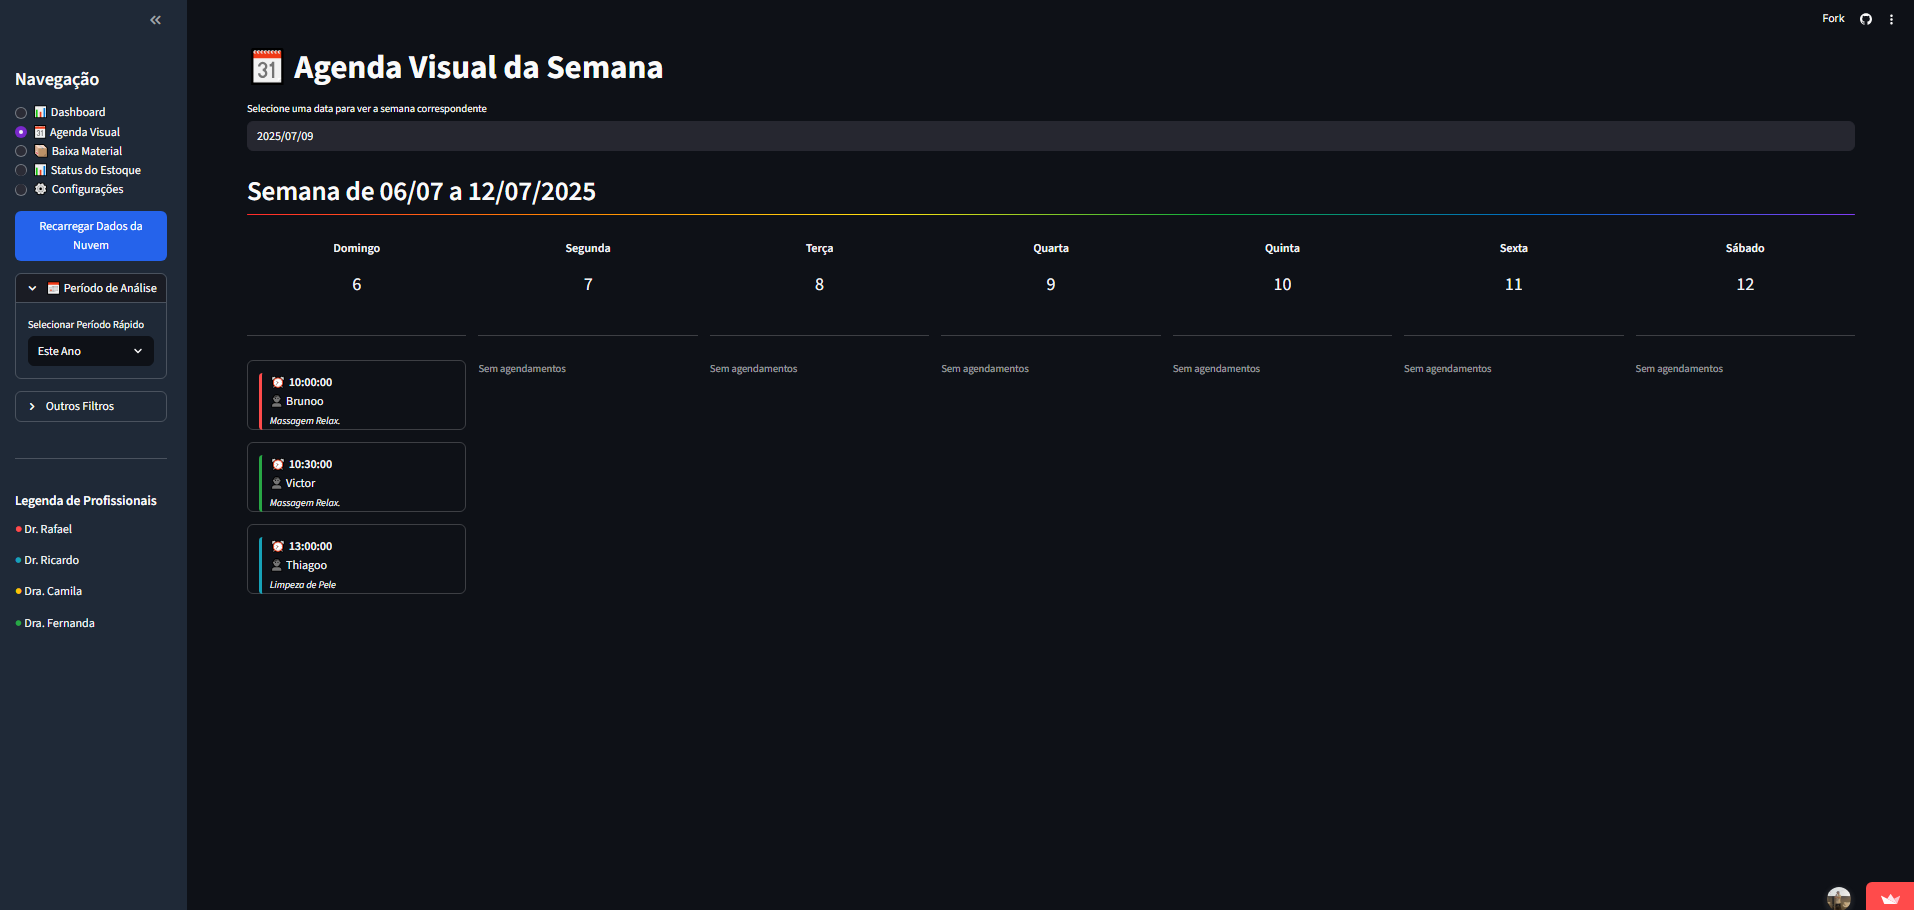 Fork
Navegação
Dashboard
Agenda Visual
Baixa Material
Status do Estoque
Configurações
Recarregar Dados da
Nuvem
Período de Análise
Selecionar Período Rápido
Este Ano
Outros Filtros
Legenda de Profissionais
Dr. Rafael
Dr. Ricardo
Dra. Camila
Dra. Fernanda
31 Agenda Visual da Semana
Selecione uma data para ver a semana correspondente
2025/07/09
Semana de 06/07 a 12/07/2025
Domingo Segunda Terça Quarta Quinta Sexta Sábado
6 7 8 9 10 11 12
10:00:00
Brunoo
Massagem Relax.
10:30:00
Victor
Massagem Relax.
13:00:00
Thiagoo
Limpeza de Pele
Sem agendamentos
Sem agendamentos
Sem agendamentos
Sem agendamentos
Sem agendamentos
Sem agendamentos